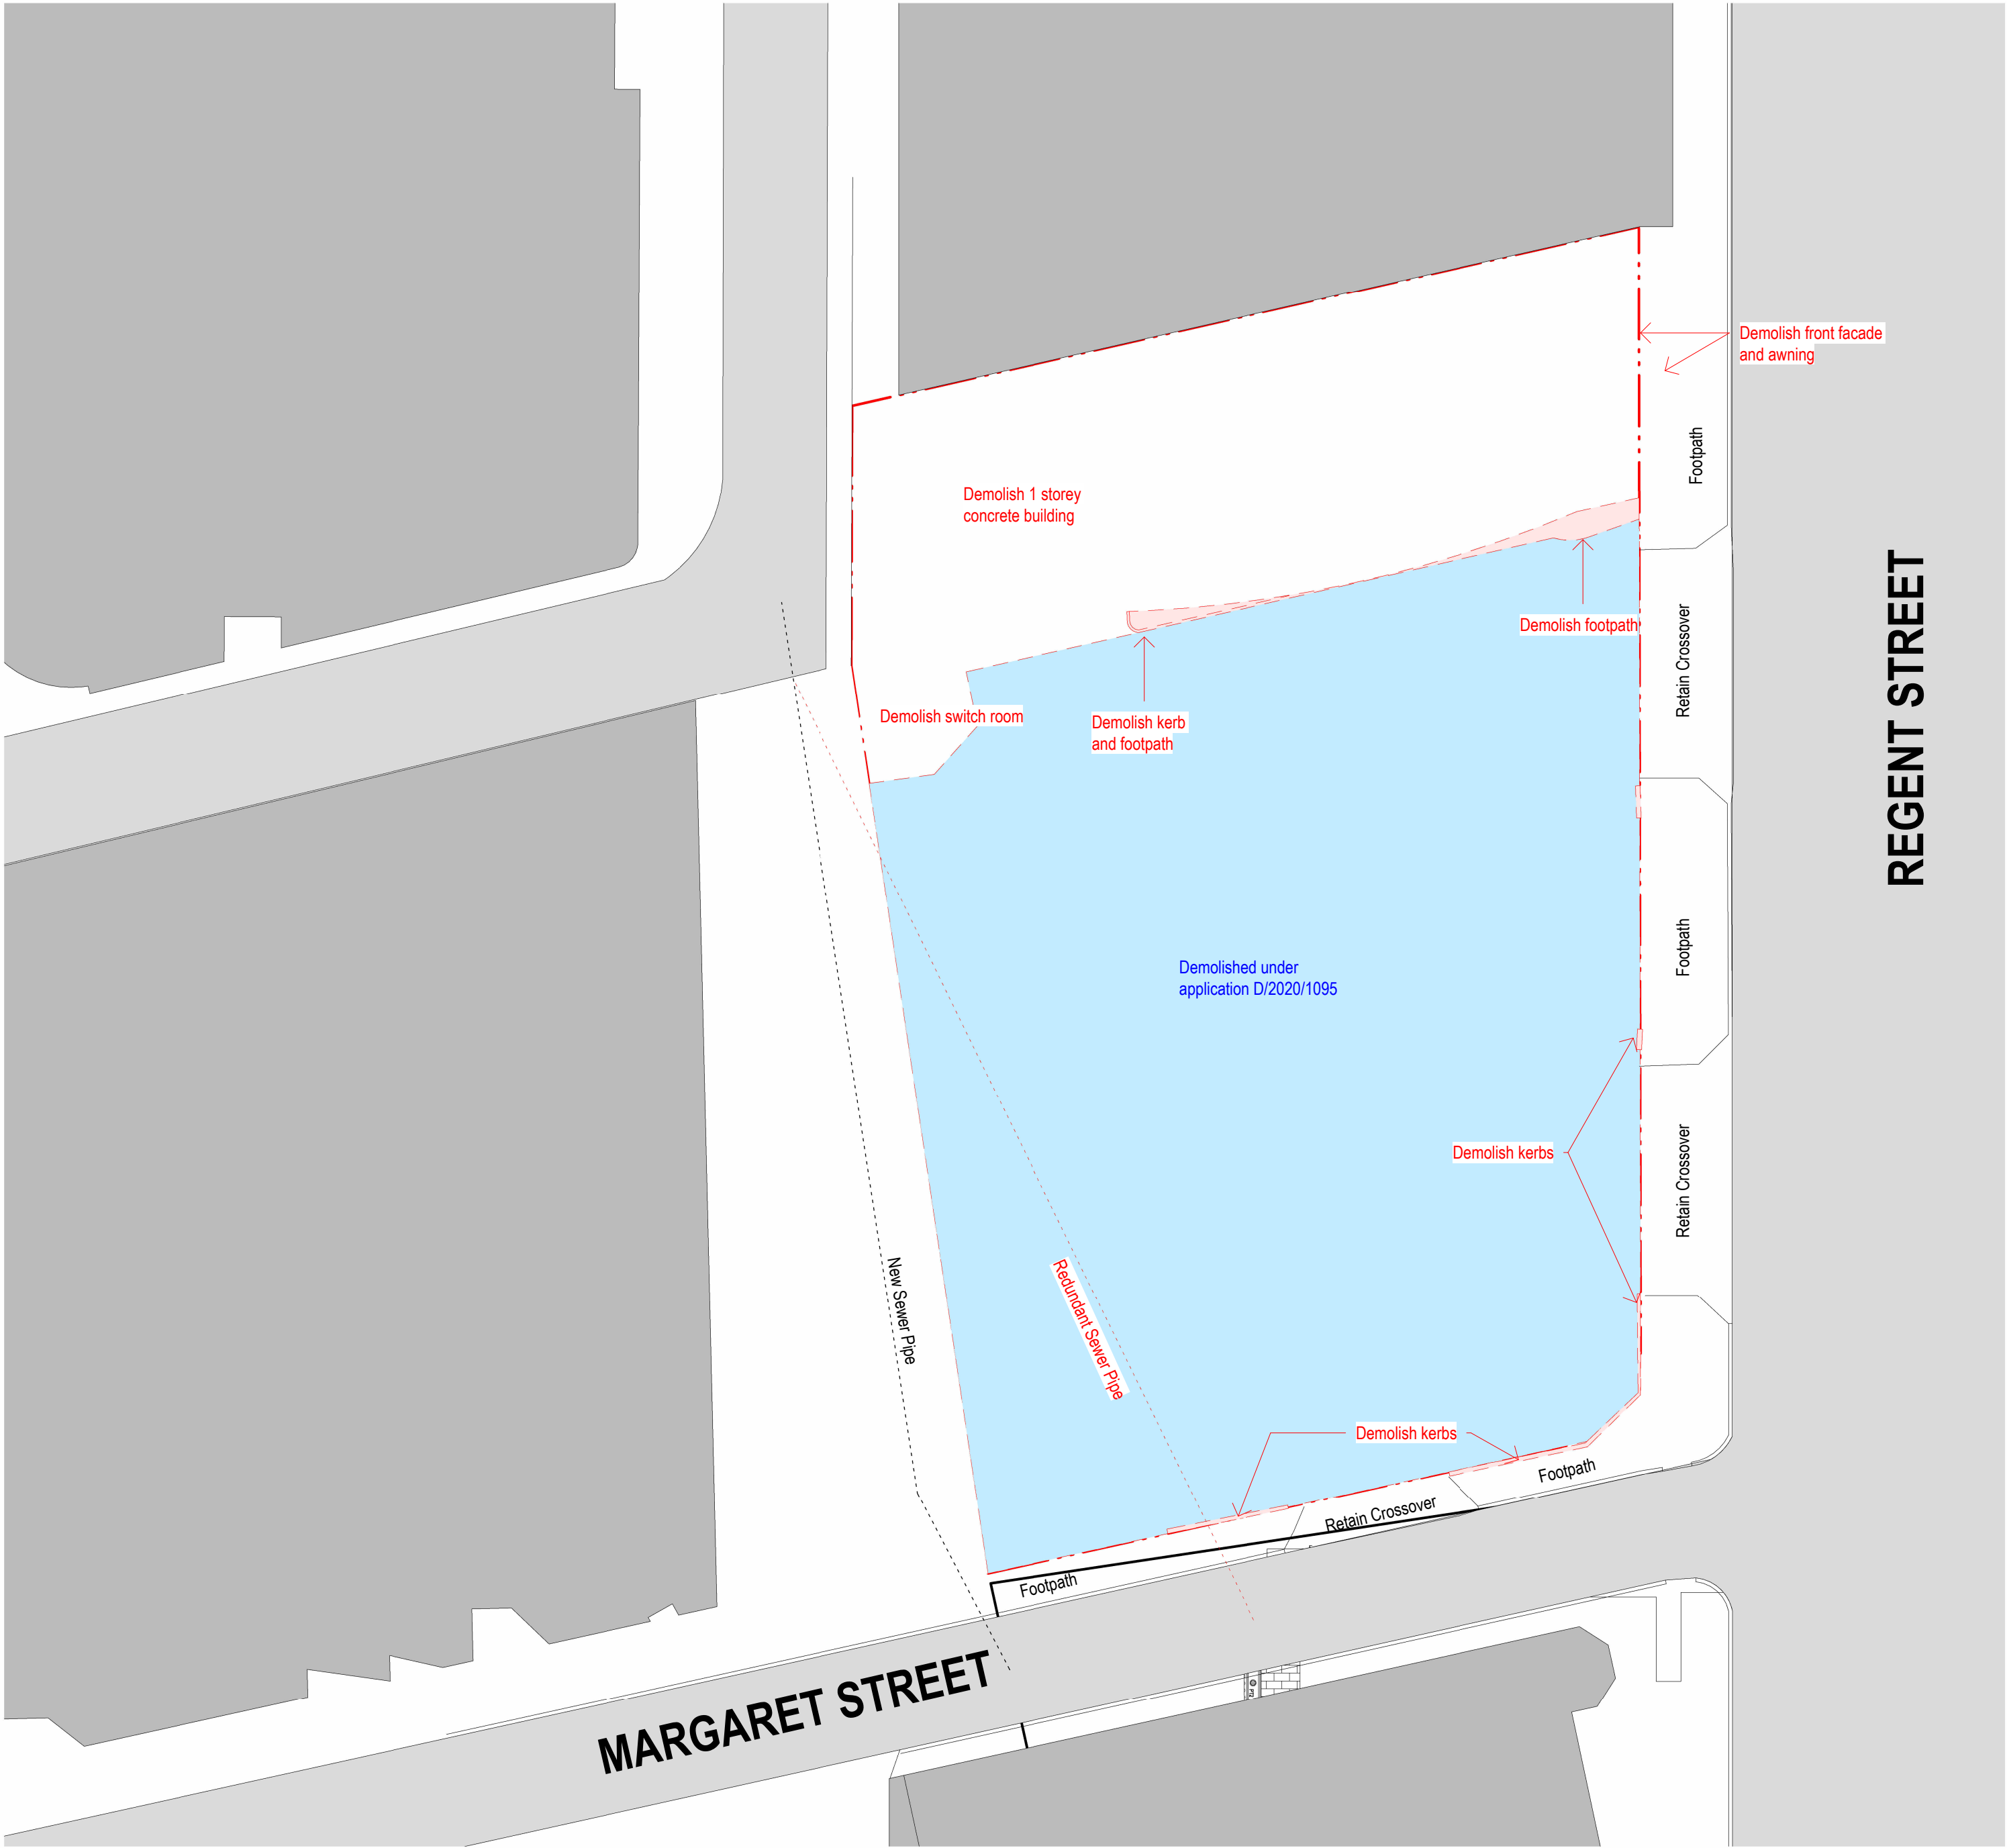 Demolish front facade
and awning
Footpath
Demolish 1 storey
concrete building
REGENT STREET
Demolish footpath
Retain Crossover
Demolish switch room
Demolish kerb
and footpath
Footpath
Demolished under
application D/2020/1095
Demolish kerbs
Retain Crossover
New Sewer Pipe
Redundant Sewer Pipe
Demolish kerbs
Footpath
Retain Crossover
Footpath
MARGARET STREET